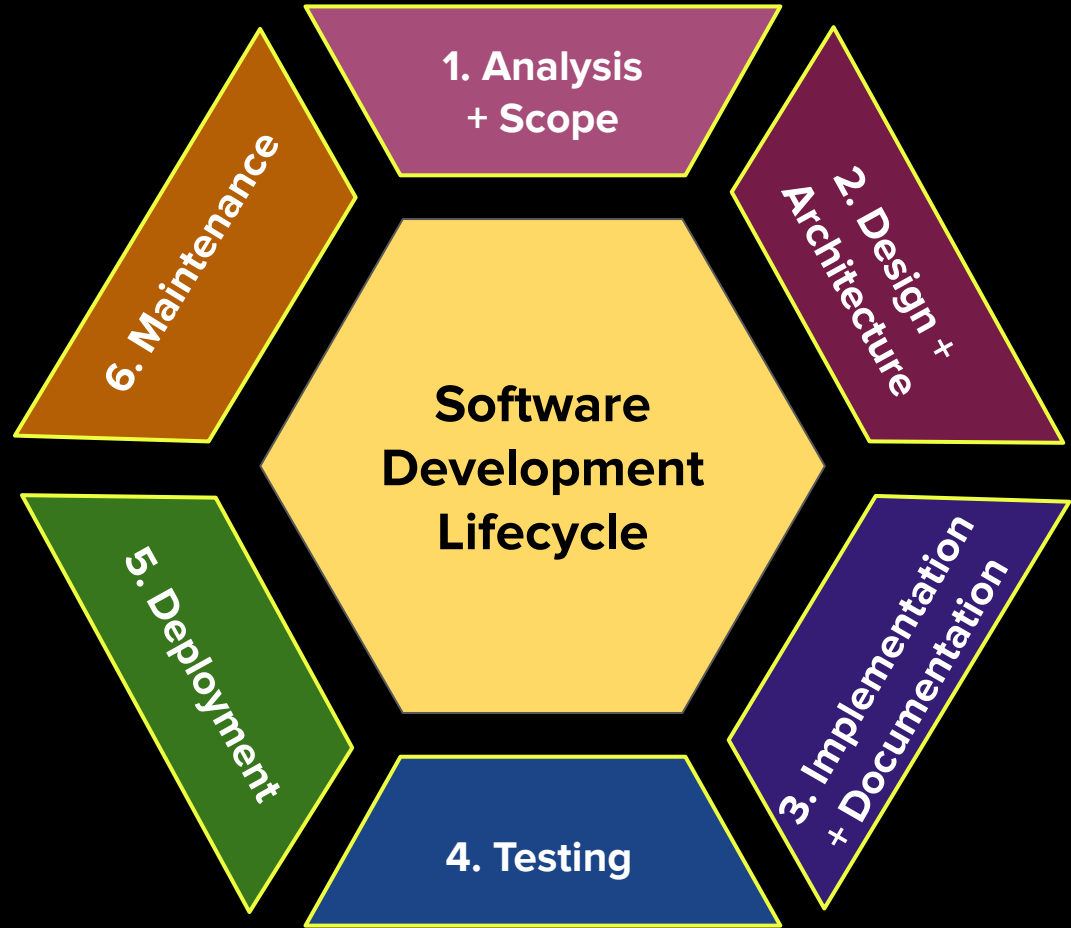 1. Analysis
+ Scope
2. Design +
Architecture
3. Implementation
+ Documentation
4. Testing
5. Deployment
6. Maintenance
Software
Development
Lifecycle